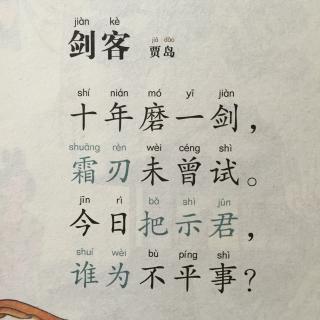 jiàn kè
剑客 jiǎ dǎo 贾岛
shí nián mó yī jiàn
十年磨一剑，
shuāng rèn wèi céng shì
霜刃未曾试。
jīn rì bǎ shì jūn
今日把示君，
shuí wèi bù píng shì
谁为不平事？